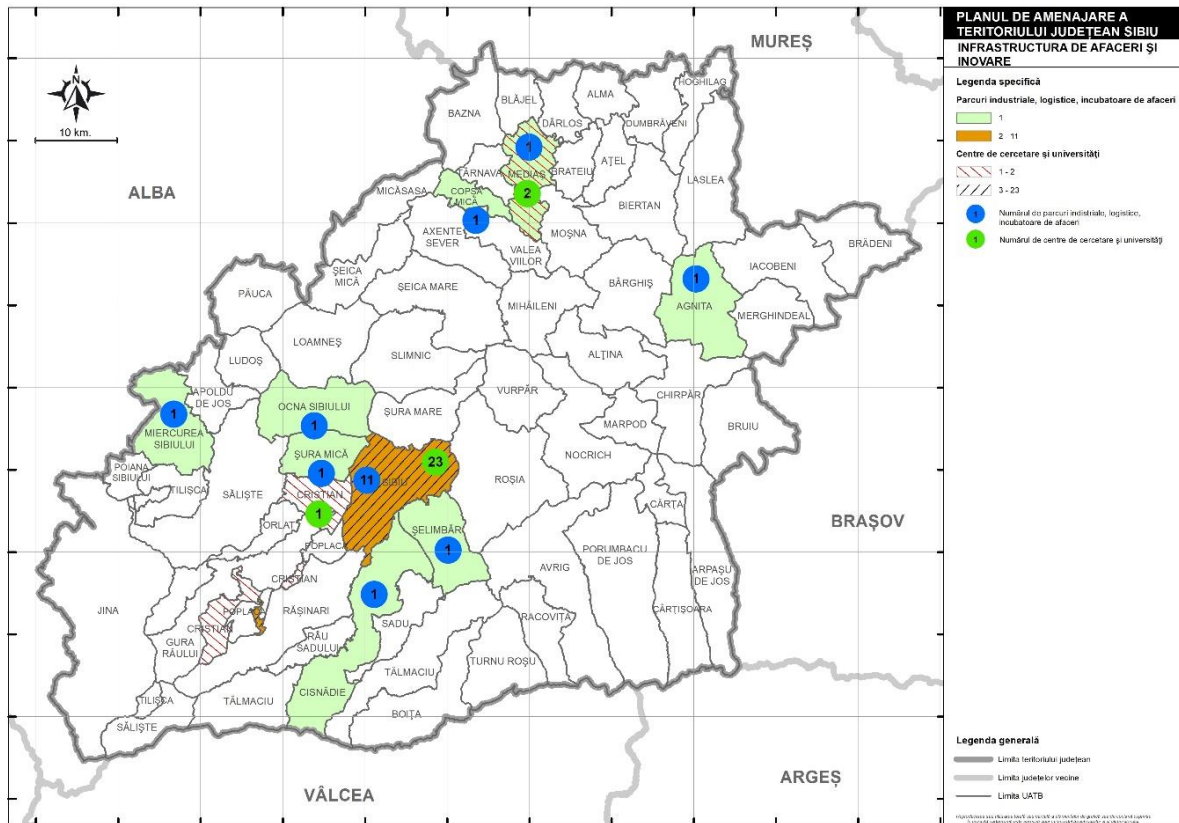 PLANUL DE AMENAJARE A
TERITORIULUI JUDEȚEAN SIBIU
INFRASTRUCTURA DE AFACERI ȘI
INOVARE
Legenda specifică
Parcuri industriale, logistice, incubatoare de afaceri
1
2 - 11
Centre de cercetare și universități
1 - 2
3 - 23
1 Numărul de parcuri industriale, logistice,
incubatoare de afaceri
1 Numărul de centre de cercetare și universități
Legenda generală
Limita teritoriului județean
Limita județelor vecine
Limita UATB
10 km.
MUREȘ
ALBA
BRAȘOV
ARGEȘ
VÂLCEA
HOGHILAG
BLĂJEL
ALMA
BAZNA
DÂRLOS
DUMBRĂVENI
1
AȚEL
TÂRNAVA
MEDIAȘ
BRATEIU
LASLEA
MICĂSASA
COPȘA
MICĂ
2
BIERTAN
1
AXENTE
SEVER
MOȘNA
VALEA
VIILOR
BRĂDENI
ȘEICA
MICĂ
IACOBENI
1
PĂUCA
ȘEICA MARE
BÂRGHIȘ
MIHĂILENI
AGNITA
MERGHINDEAL
LOAMNEȘ
SLIMNIC
ALȚINA
LUDOȘ
APOLDU
DE JOS
VURPĂR
CHIRPĂR
OCNA SIBIULUI
ȘURA MARE
1
1
MARPOD
BRUIU
MIERCUREA
SIBIULUI
ȘURA MICĂ
NOCRICH
POIANA
SIBIULUI
1
11
SIBIU
23
ROȘIA
TILIȘCA
SĂLIȘTE
CRISTIAN
CÂRȚA
1
ORLAT
ȘELIMBĂR
POPLACA
1
PORUMBACU
DE JOS
AVRIG
ARPAȘU
DE JOS
CRISTIAN
1
JINA
POPLACA
RĂȘINARI
CÂRȚIȘOARA
SADU
RACOVIȚA
CRISTIAN
GURA
RÂULUI
RÂU
SADULUI
TURNU ROȘU
TĂLMACIU
CISNĂDIE
TILIȘCA
TĂLMACIU
BOIȚA
SĂLIȘTE